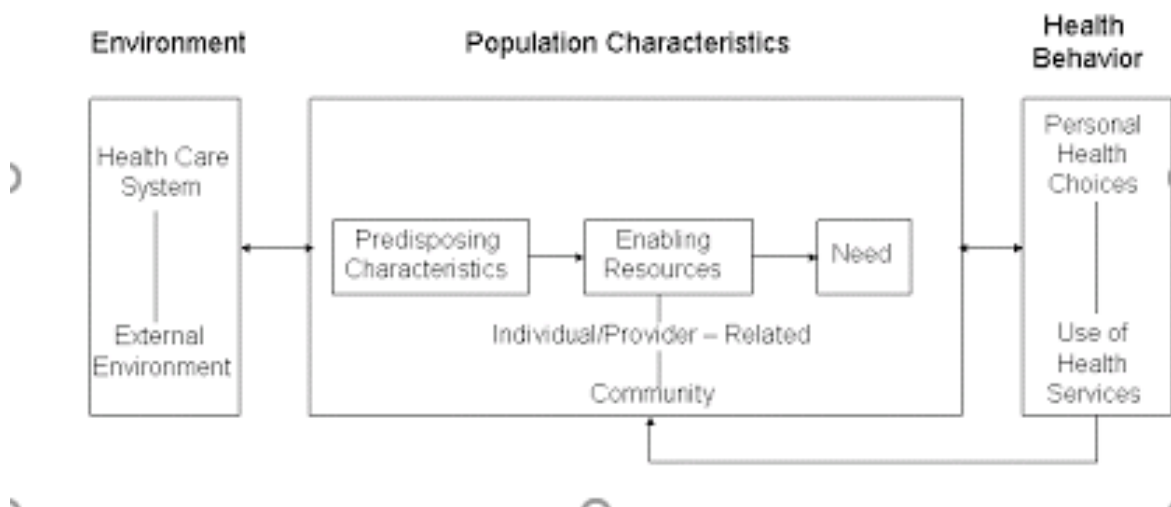 Environment
Population Characteristics
Health
Behavior
Health Care
System
External
Environment
Predisposing
Characteristics
Enabling
Resources
Need
Individual/Provider – Related
Community
Personal
Health
Choices
Use of
Health
Services